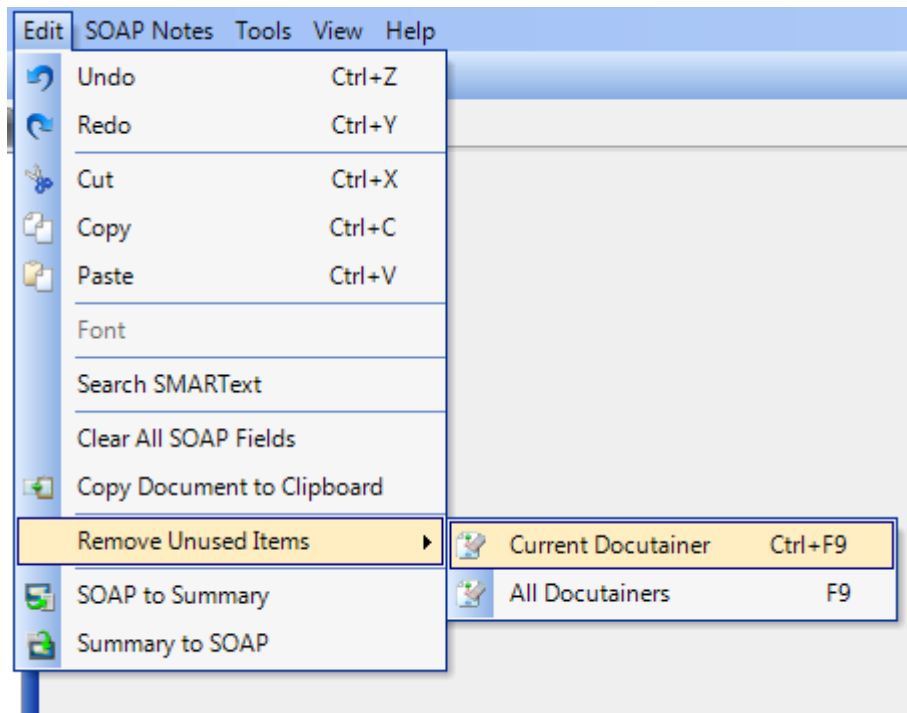 Edit SOAP Notes Tools View Help
Undo Ctrl+Z
Redo Ctrl+Y
Cut Ctrl+X
Copy Ctrl+C
Paste Ctrl+V
Font
Search SMARText
Clear All SOAP Fields
Copy Document to Clipboard
Remove Unused Items Current Docutainer Ctrl+F9
SOAP to Summary All Docutainers F9
Summary to SOAP